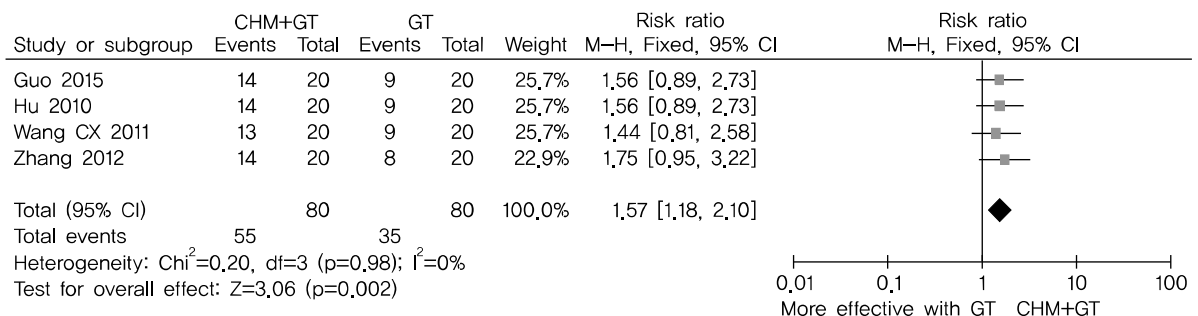 CHM+GT GT Risk ratio Risk ratio
Study or subgroup Events Total Events Total Weight M-H, Fixed, 95% CI M-H, Fixed, 95% CI
Guo 2015 14 20 9 20 25.7% 1.56 [0.89, 2.73]
Hu 2010 14 20 9 20 25.7% 1.56 [0.89, 2.73]
Wang CX 2011 13 20 9 20 25.7% 1.44 [0.81, 2.58]
Zhang 2012 14 20 8 20 22.9% 1.75 [0.95, 3.22]
Total (95% CI) 80 80 100.0% 1.57 [1.18, 2.10]
Total events 55 35
Heterogeneity: Chi²=0.20, df=3 (p=0.98); I²=0%
Test for overall effect: Z=3.06 (p=0.002)
0.01 0.1 1 10 100
More effective with GT CHM+GT